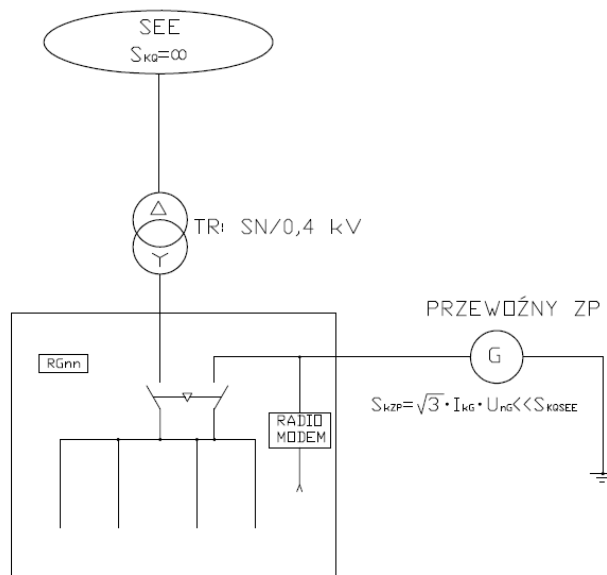 SEE
SKQ=∞
TR: SN/0,4 kV
PRZEWOŹNY ZP
RGnn
G
SkZP=√3·IkG·UnG<<SKQSEE
RADIO
MODEM